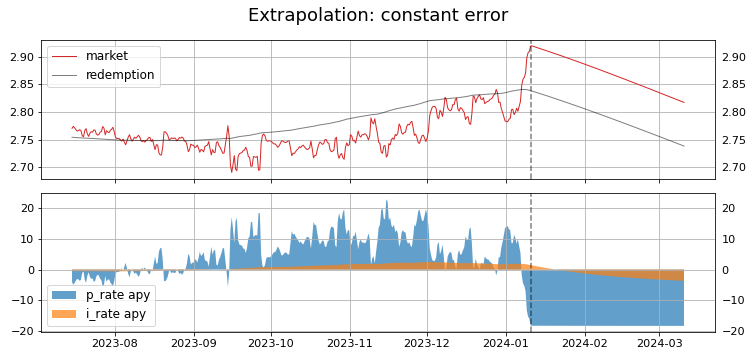 Extrapolation: constant error
market
redemption
2.90 2.90
2.85 2.85
2.80 2.80
2.75 2.75
2.70 2.70
20 20
10 10
0 0
−10 −10
−20 −20
p_rate apy
i_rate apy
2023-08 2023-09 2023-10 2023-11 2023-12 2024-01 2024-02 2024-03